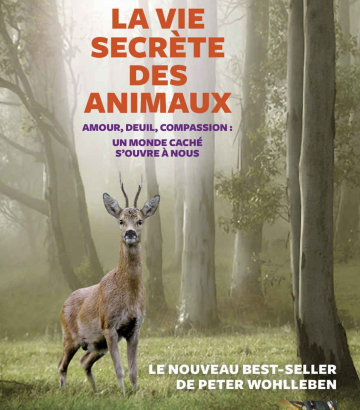 LA VIE
SECRÈTE
DES
ANIMAUX
AMOUR, DEUIL, COMPASSION :
UN MONDE CACHÉ
S'OUVRE À NOUS
LE NOUVEAU BEST-SELLER
DE PETER WOHLLEBEN